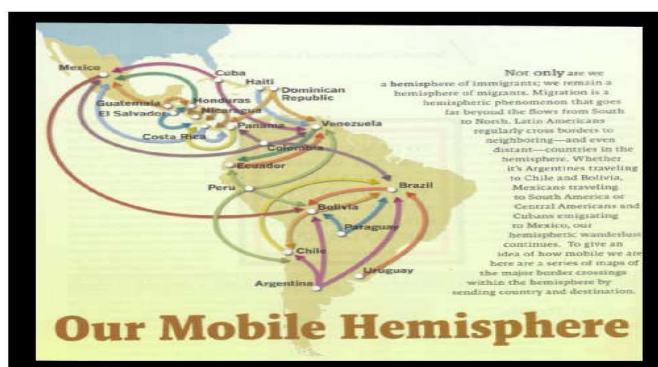 Mexico
Cuba
Haiti
Dominican
Republic
Guatemala
Honduras
El Salvador
Nicaragua
Costa Rica
Panama
Venezuela
Colombia
Ecuador
Peru
Brazil
Bolivia
Paraguay
Chile
Uruguay
Argentina
Not only are we
a hemisphere of immigrants; we remain a
hemisphere of migrants. Migration is a
hemispheric phenomenon that goes
far beyond the flows from South
to North. Latin Americans
regularly cross borders to
neighboring—and even
distant—countries in the
hemisphere. Whether
it's Argentines traveling
to Chile and Bolivia,
Mexicans traveling
to South America or
Central Americans and
Cubans emigrating
to Mexico, our
hemispheric wanderlust
continues. To give an
idea of how mobile we are
here are a series of maps of
the major border crossings
within the hemisphere by
sending country and destination.
Our Mobile Hemisphere